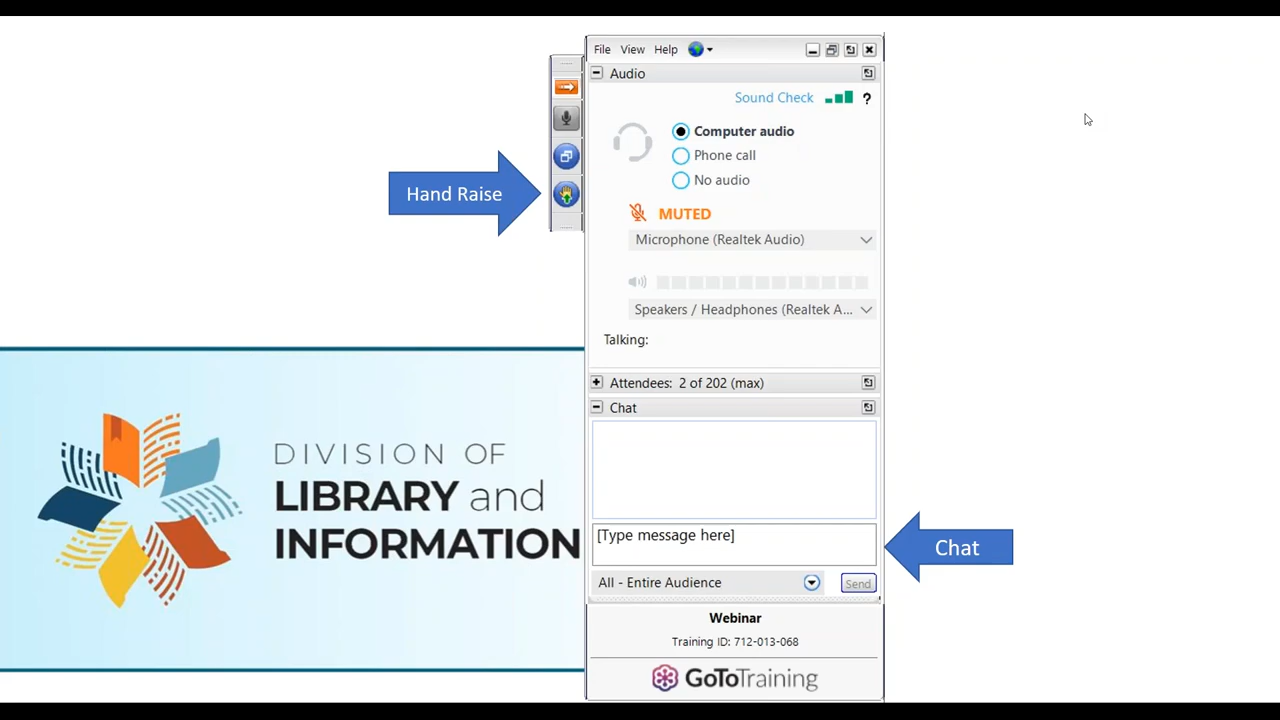 File View Help
Audio
Sound Check ?
Computer audio
Phone call
No audio
Hand Raise
MUTED
Microphone (Realtek Audio)
Speakers / Headphones (Realtek A...
Talking:
Attendees: 2 of 202 (max)
Chat
DIVISION OF
LIBRARY and
INFORMATION
[Type message here]
Chat
All - Entire Audience
Send
Webinar
Training ID: 712-013-068
GoToTraining